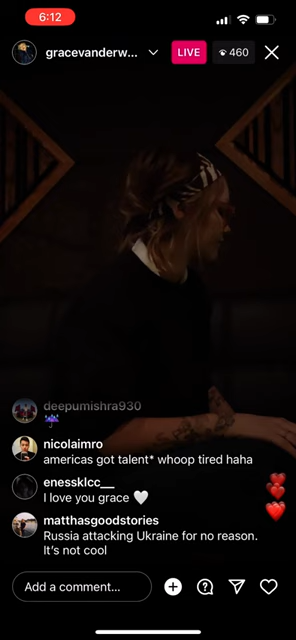 6:12
gracevanderw...
LIVE
460
deepumishra930
☔
nicolaimro
americas got talent* whoop tired haha
enessklcc__
I love you grace 🤍
matthasgoodstories
Russia attacking Ukraine for no reason.
It's not cool
Add a comment...